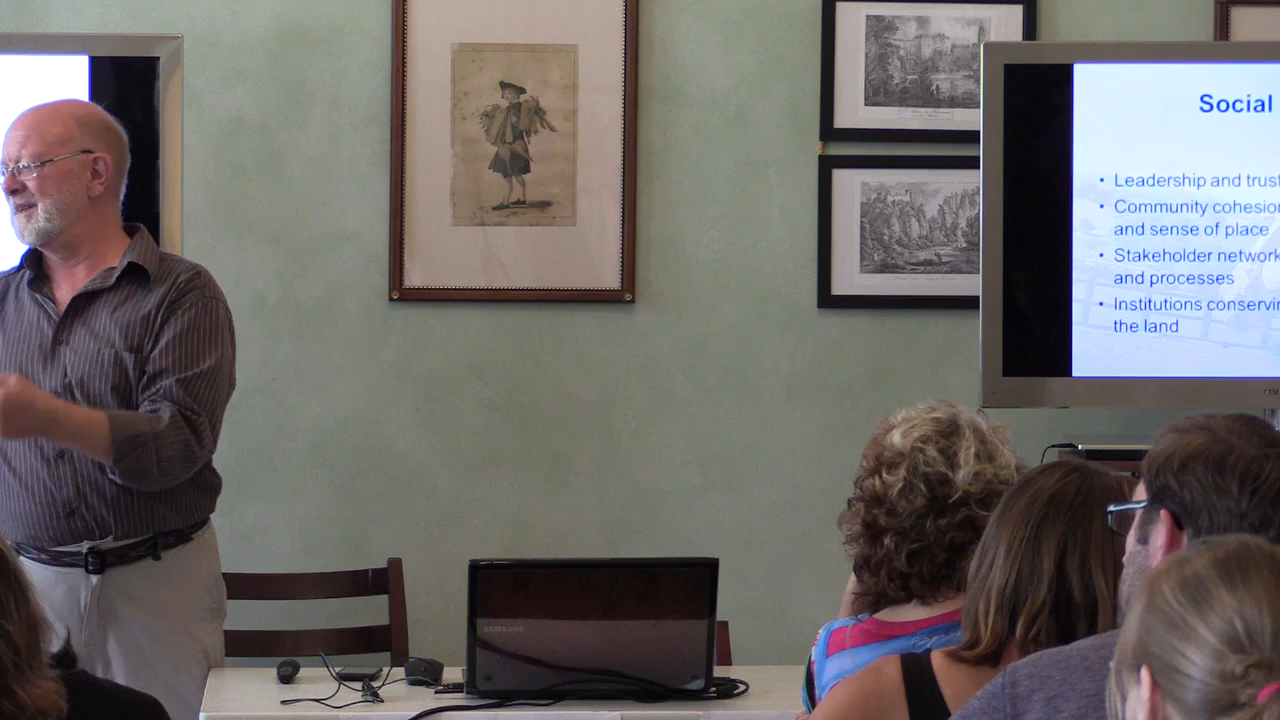 Social
• Leadership and trust
• Community cohesion
and sense of place
• Stakeholder network
and processes
• Institutions conservin
the land
SAMSUNG